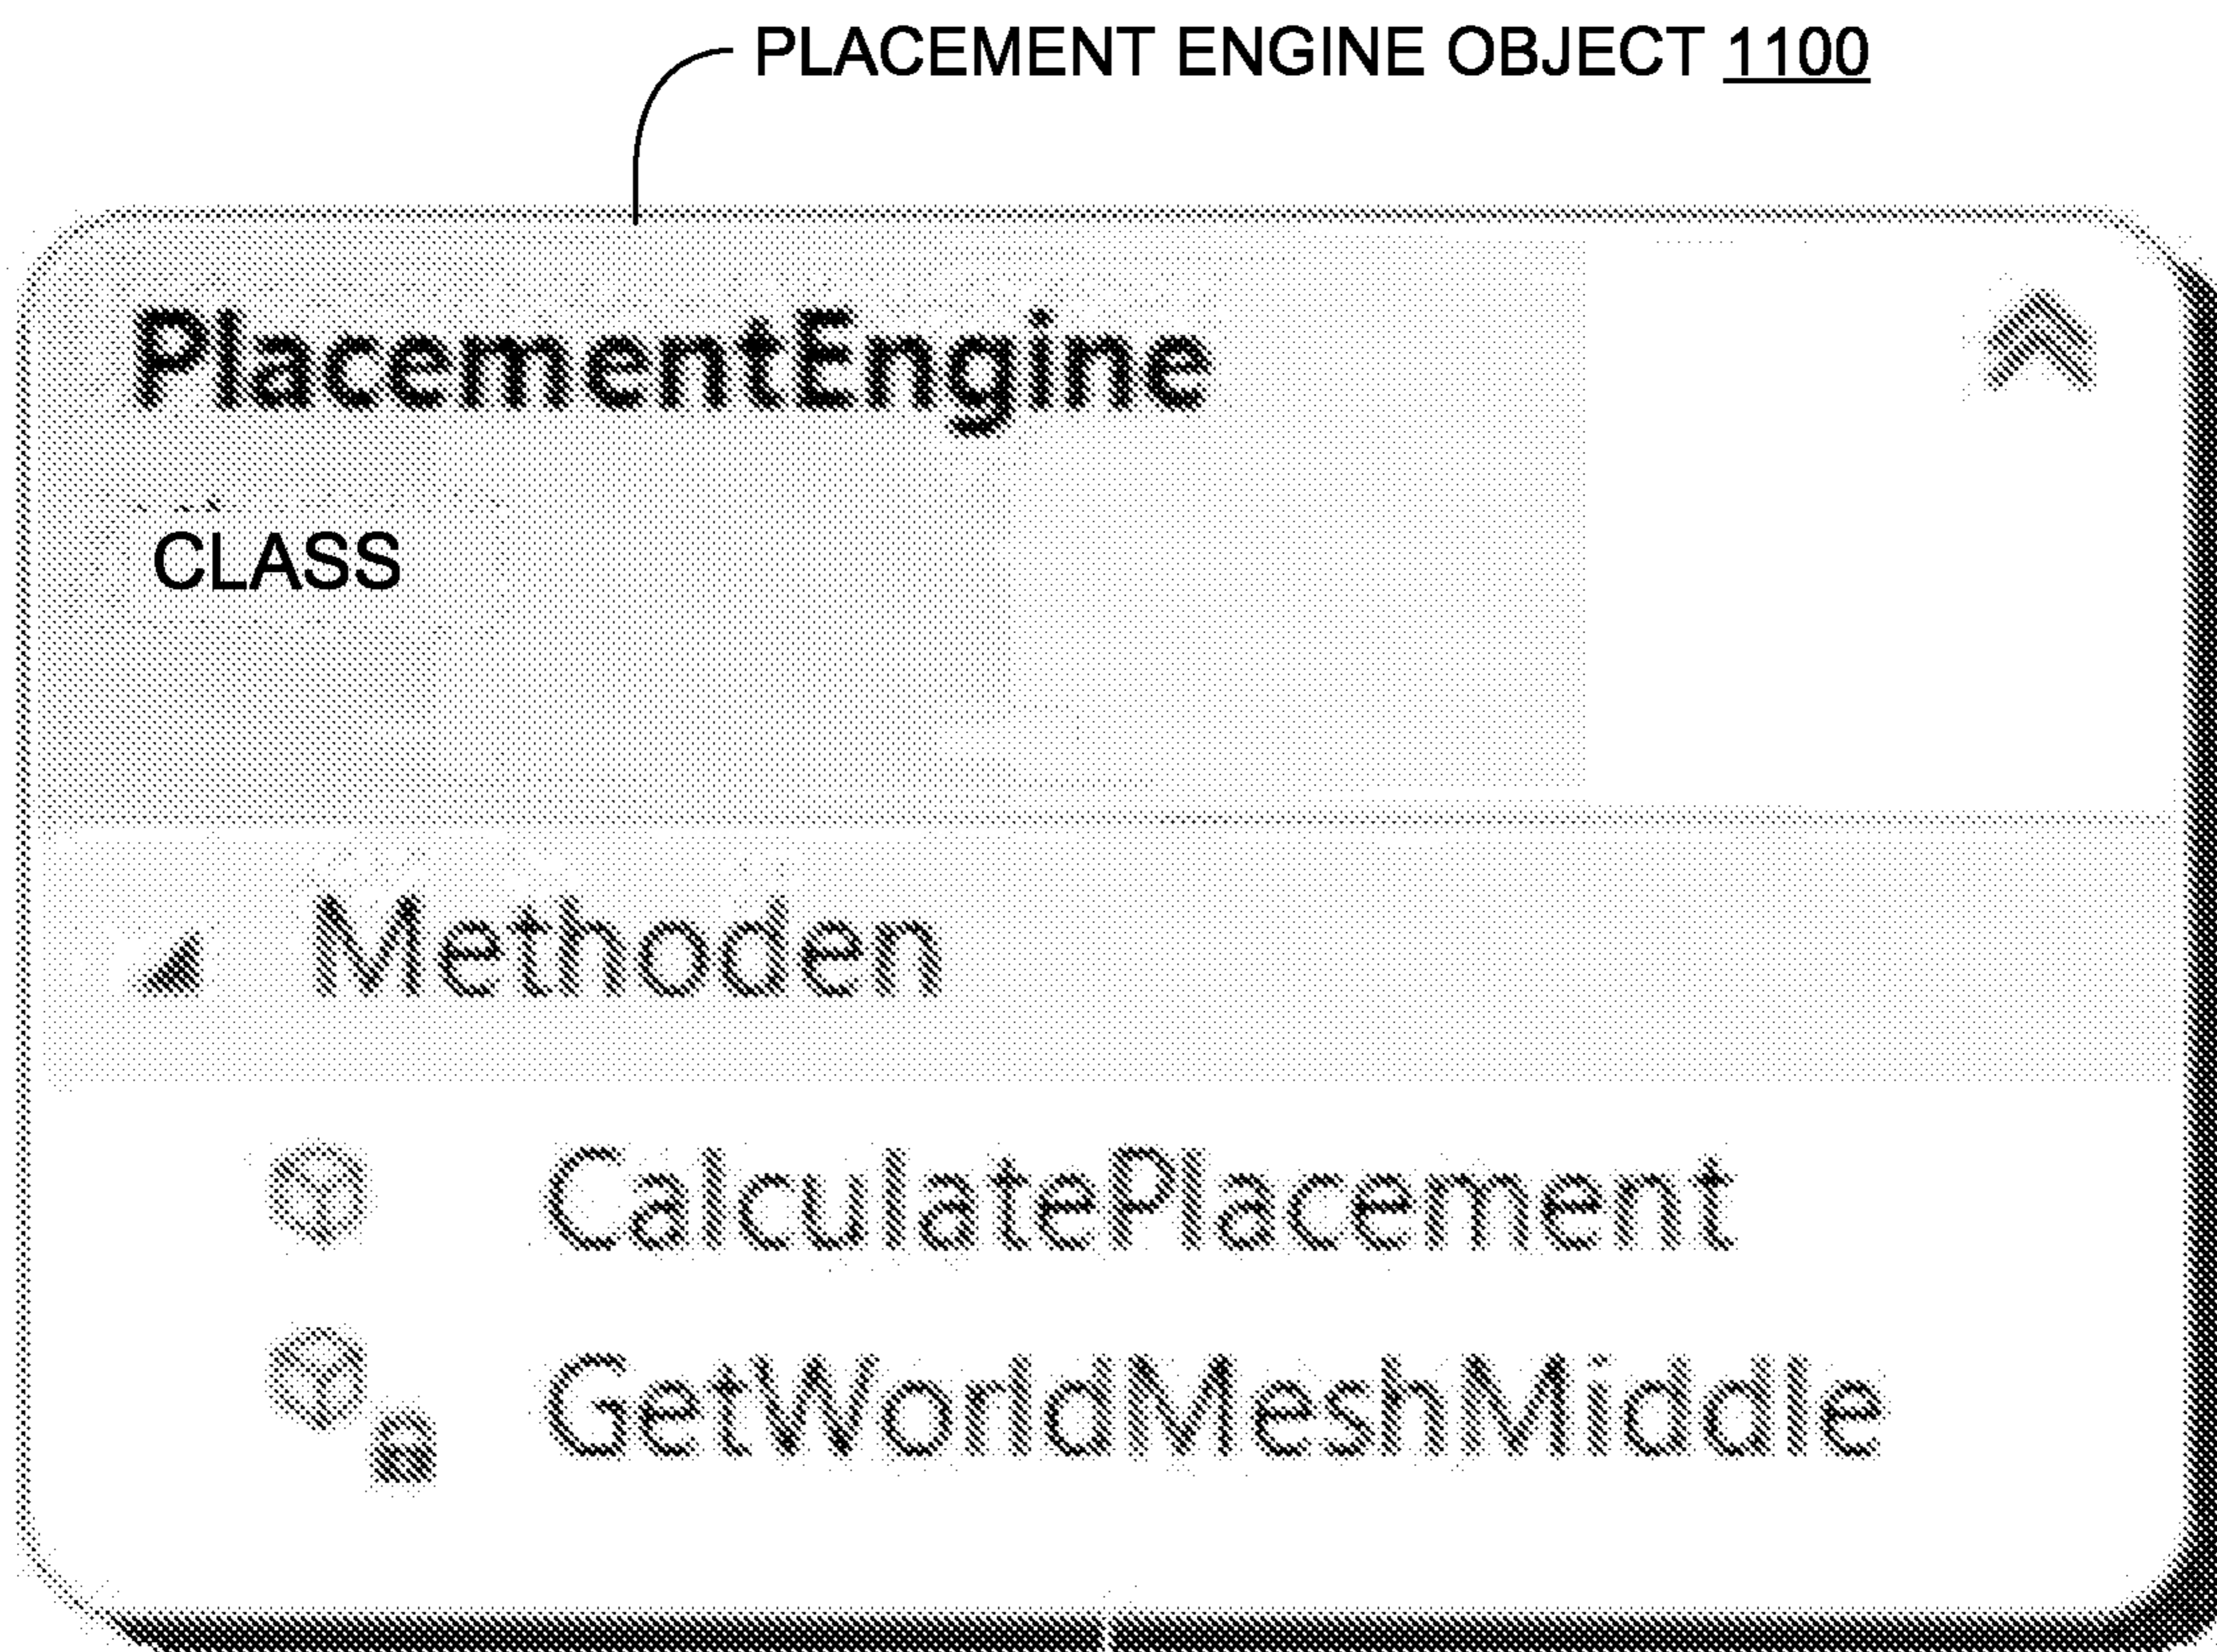 PLACEMENT ENGINE OBJECT 1100
PlacementEngine
CLASS
Methoden
CalculatePlacement
GetWorldMeshMiddle